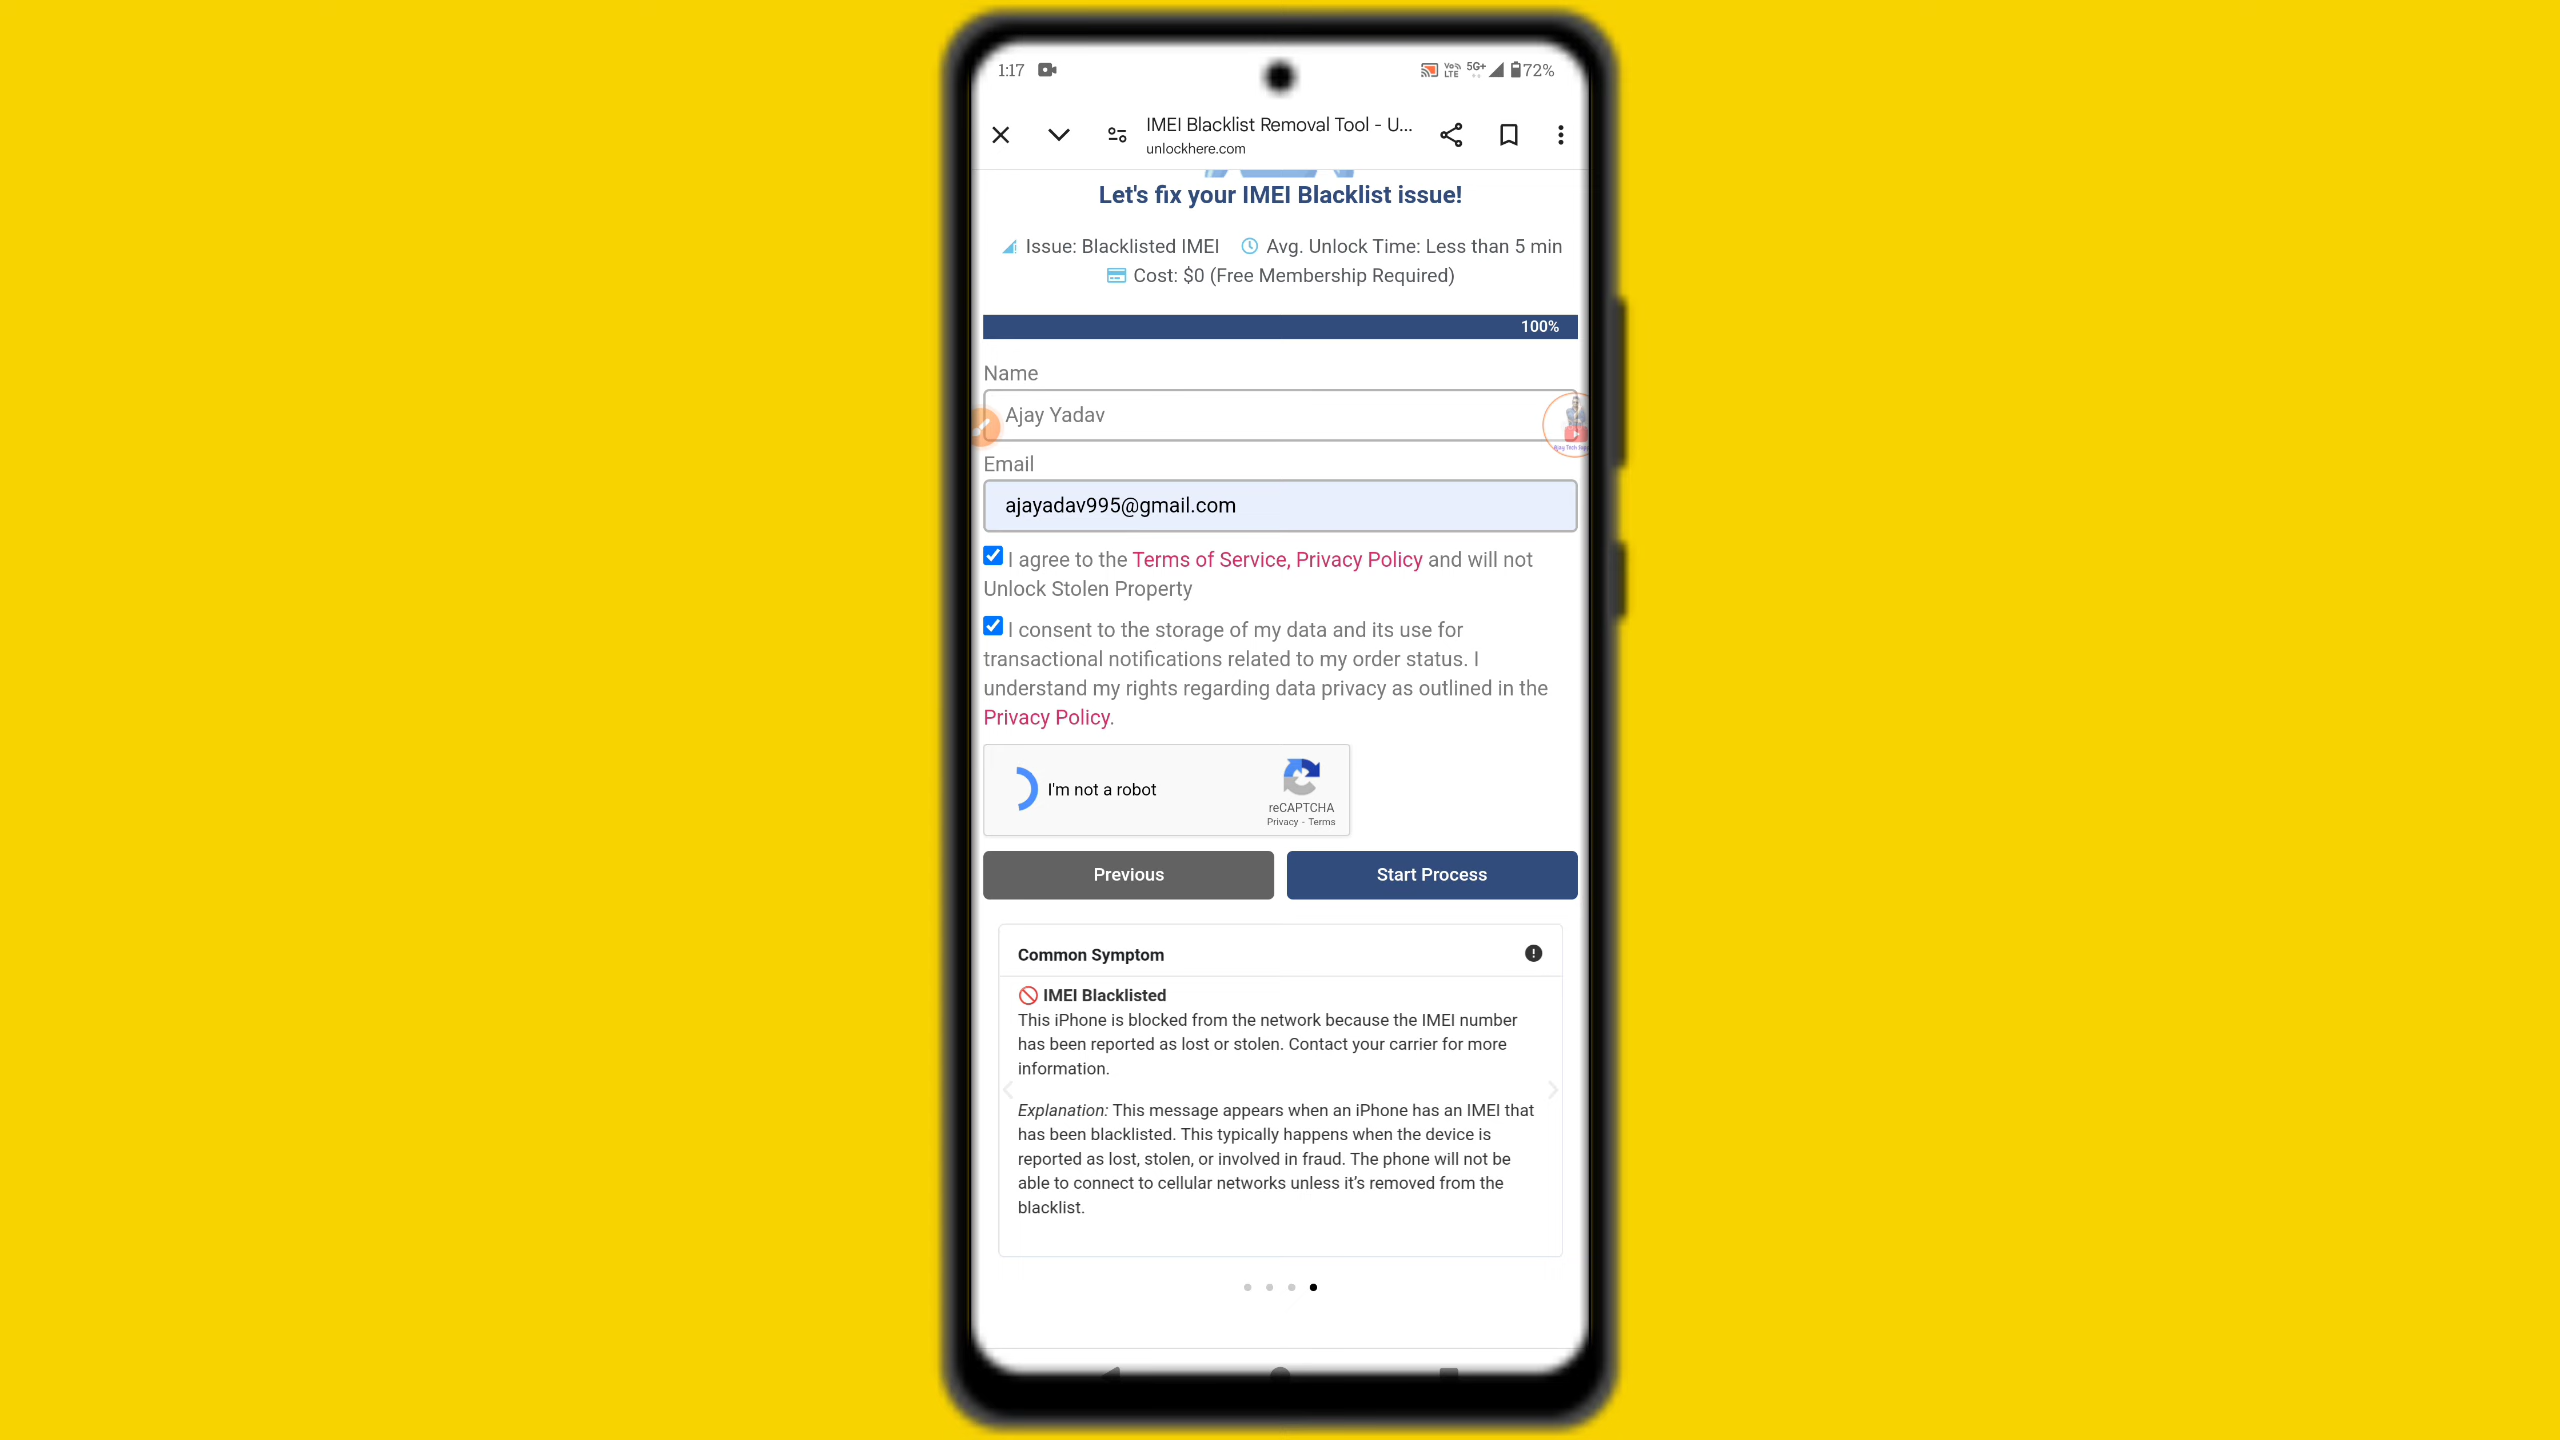 1:17
Vo LTE 5G+ 72%
IMEI Blacklist Removal Tool - U...
unlockhere.com
Let's fix your IMEI Blacklist issue!
Issue: Blacklisted IMEI Avg. Unlock Time: Less than 5 min
Cost: $0 (Free Membership Required)
100%
Name
Ajay Yadav
Email
ajayadav995@gmail.com
I agree to the Terms of Service, Privacy Policy and will not
Unlock Stolen Property
I consent to the storage of my data and its use for
transactional notifications related to my order status. I
understand my rights regarding data privacy as outlined in the
Privacy Policy.
I'm not a robot
reCAPTCHA
Privacy - Terms
Previous
Start Process
Common Symptom
IMEI Blacklisted
This iPhone is blocked from the network because the IMEI number
has been reported as lost or stolen. Contact your carrier for more
information.
Explanation: This message appears when an iPhone has an IMEI that
has been blacklisted. This typically happens when the device is
reported as lost, stolen, or involved in fraud. The phone will not be
able to connect to cellular networks unless it's removed from the
blacklist.